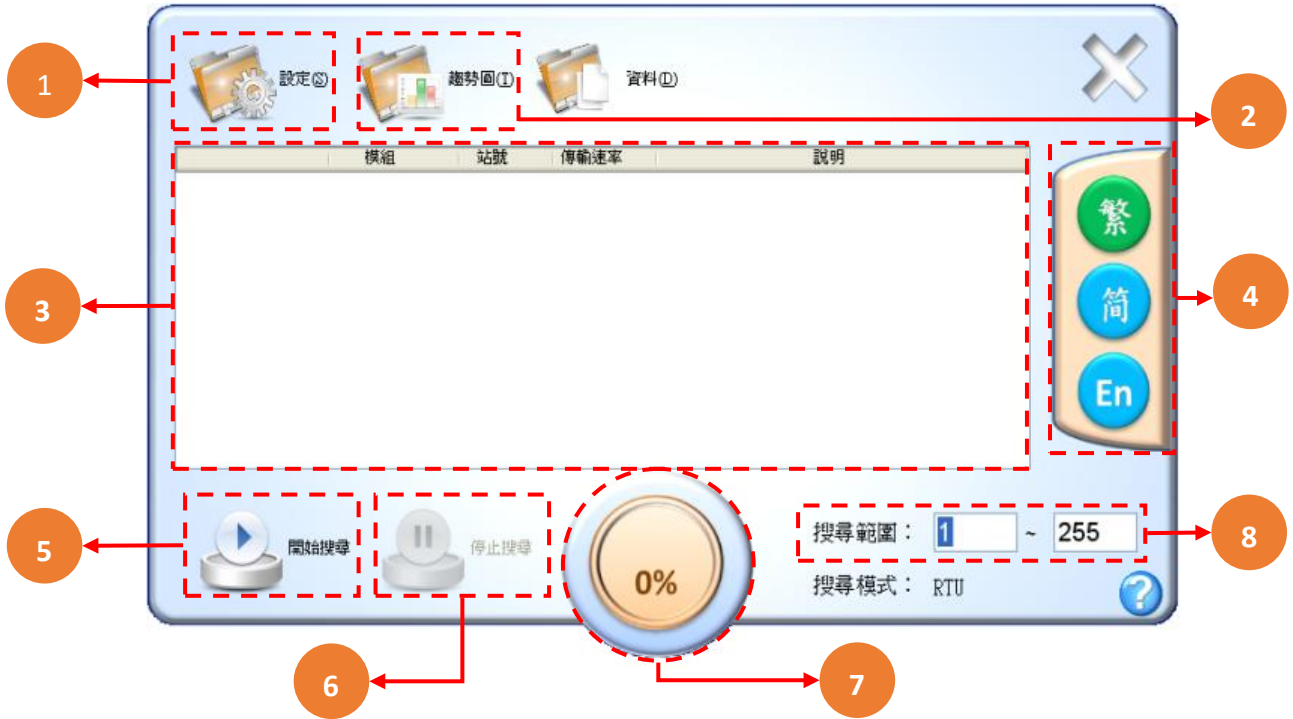 1
設定(S)
趨勢圖(T)
資料(D)
2
模組 站號 傳輸速率 說明
3
繁
简
En
4
5
開始搜尋
停止搜尋
0%
搜尋範圍： 1 ~ 255
8
搜尋模式： RTU
?
6
7